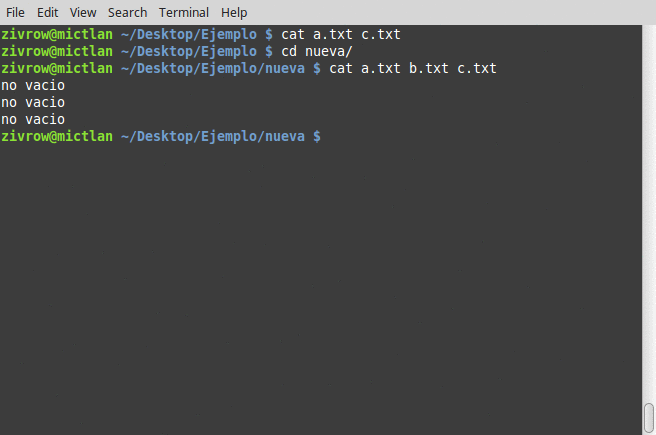 File Edit View Search Terminal Help
zivrow@mictlan ~/Desktop/Ejemplo $ cat a.txt c.txt
zivrow@mictlan ~/Desktop/Ejemplo $ cd nueva/
zivrow@mictlan ~/Desktop/Ejemplo/nueva $ cat a.txt b.txt c.txt
no vacio
no vacio
no vacio
zivrow@mictlan ~/Desktop/Ejemplo/nueva $